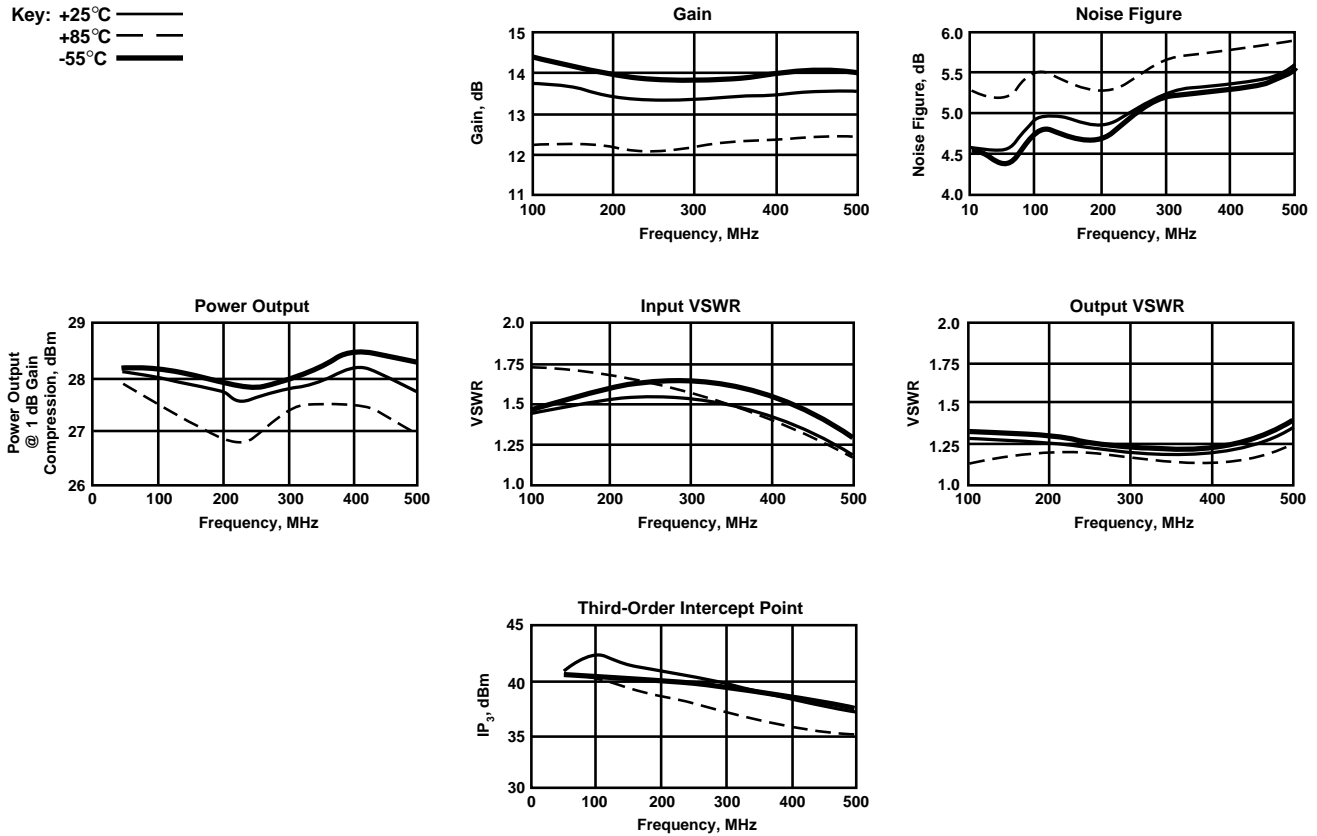 Key: +25°C
+85°C
-55°C
Gain
15
14
13
12
11
Gain, dB
100 200 300 400 500
Frequency, MHz
Noise Figure
6.0
5.5
5.0
4.5
4.0
Noise Figure, dB
10 100 200 300 400 500
Frequency, MHz
Power Output
29
28
27
26
Power Output
@ 1 dB Gain
Compression, dBm
0 100 200 300 400 500
Frequency, MHz
Input VSWR
2.0
1.75
1.5
1.25
1.0
VSWR
100 200 300 400 500
Frequency, MHz
Output VSWR
2.0
1.75
1.5
1.25
1.0
VSWR
100 200 300 400 500
Frequency, MHz
Third-Order Intercept Point
45
40
35
30
IP3, dBm
0 100 200 300 400 500
Frequency, MHz